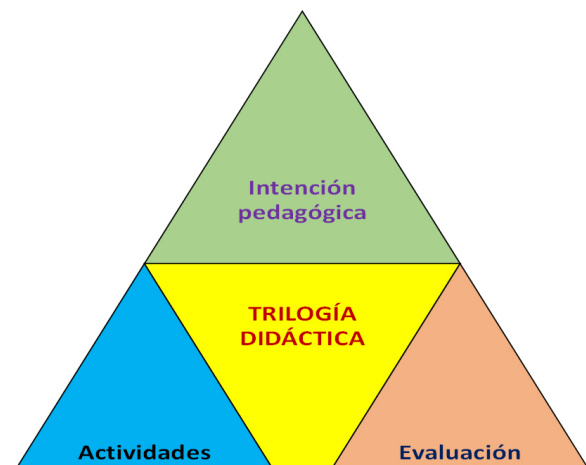 Intención
pedagógica
TRILOGÍA
DIDÁCTICA
Actividades
Evaluación